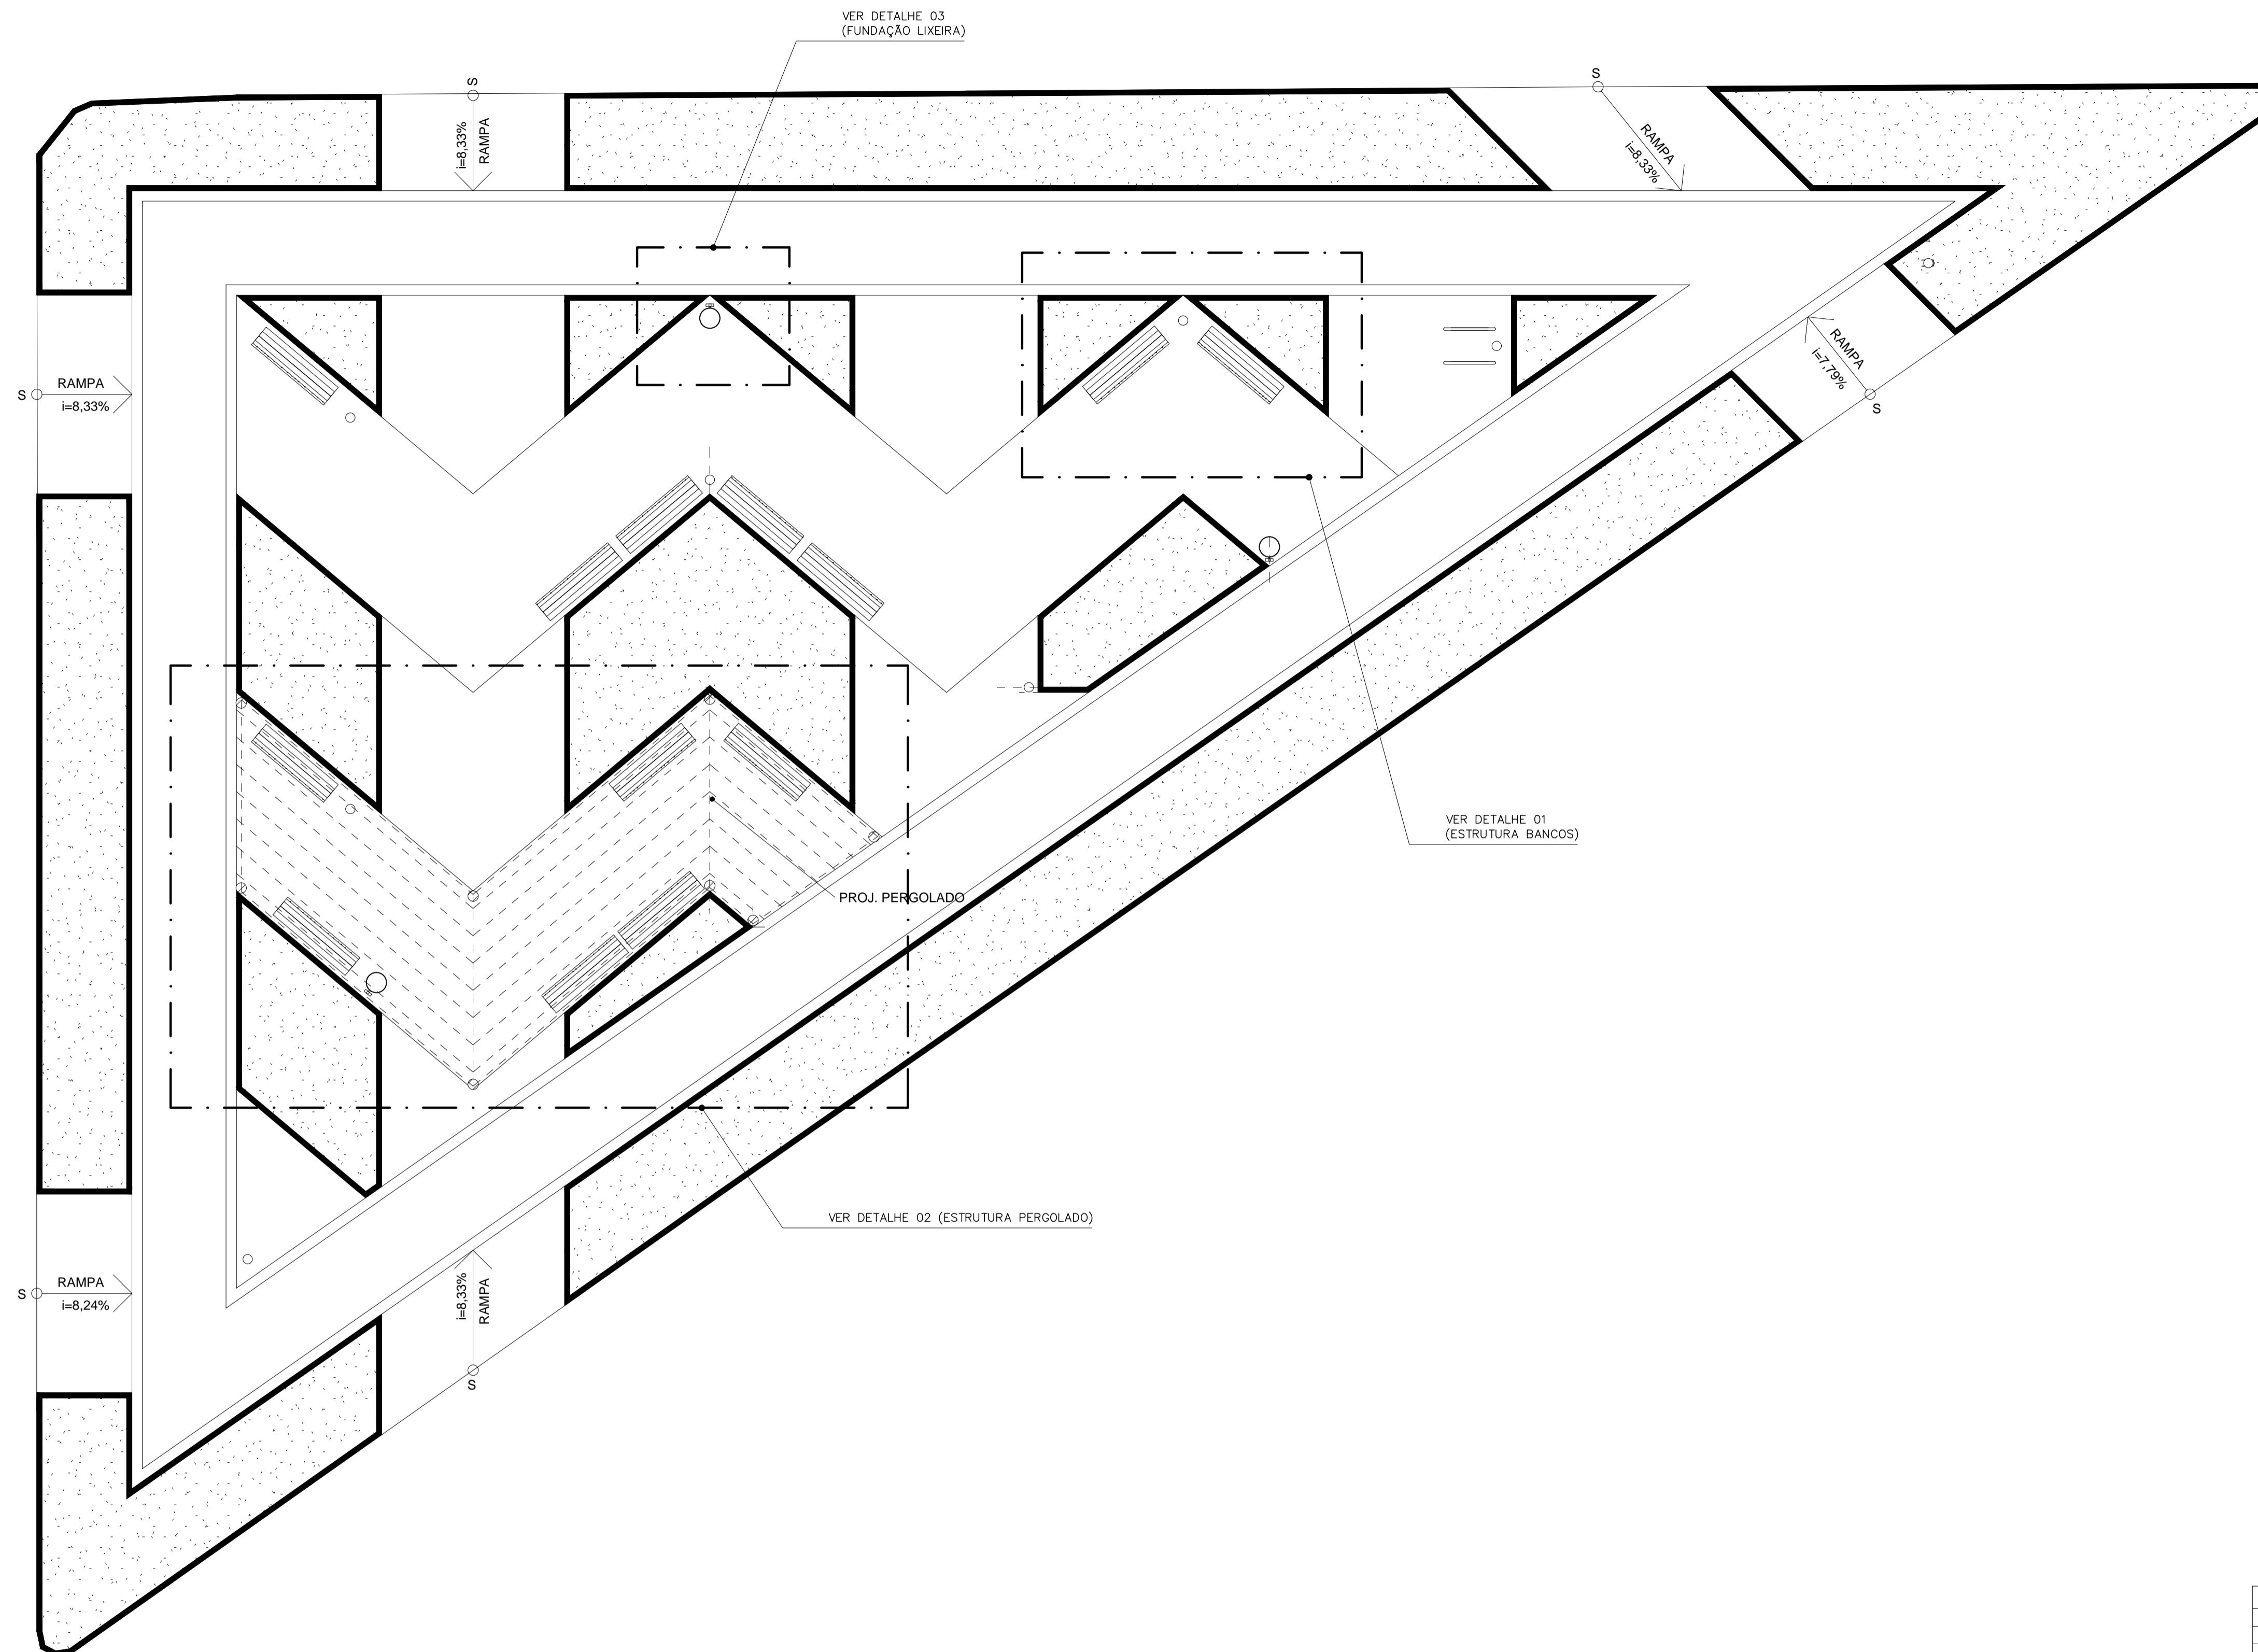 VER DETALHE 03
(FUNDAÇÃO LIXEIRA)
S
S
i=8,33%
RAMPA
RAMPA
i=8,33%
RAMPA
i=7,79%
S
S
RAMPA
i=8,33%
VER DETALHE 01
(ESTRUTURA BANCOS)
PROJ. PERGOLADO
VER DETALHE 02 (ESTRUTURA PERGOLADO)
S
RAMPA
i=8,24%
i=8,33%
RAMPA
S